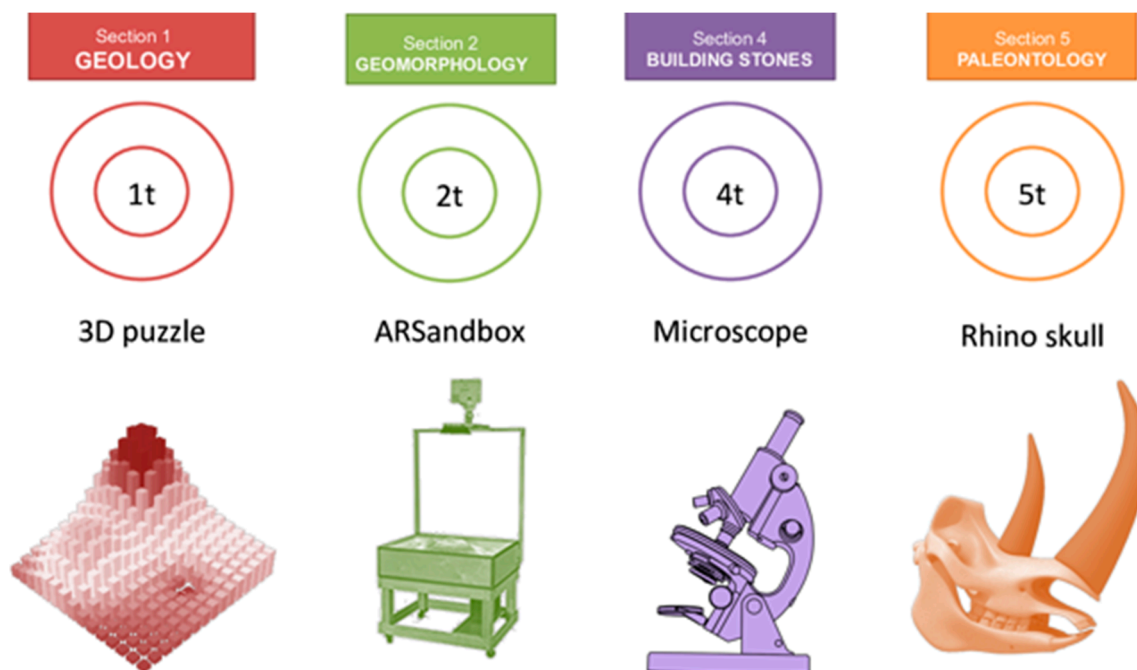 Section 1
GEOLOGY
Section 2
GEOMORPHOLOGY
Section 4
BUILDING STONES
Section 5
PALEONTOLOGY
1t
2t
4t
5t
3D puzzle
ARSandbox
Microscope
Rhino skull